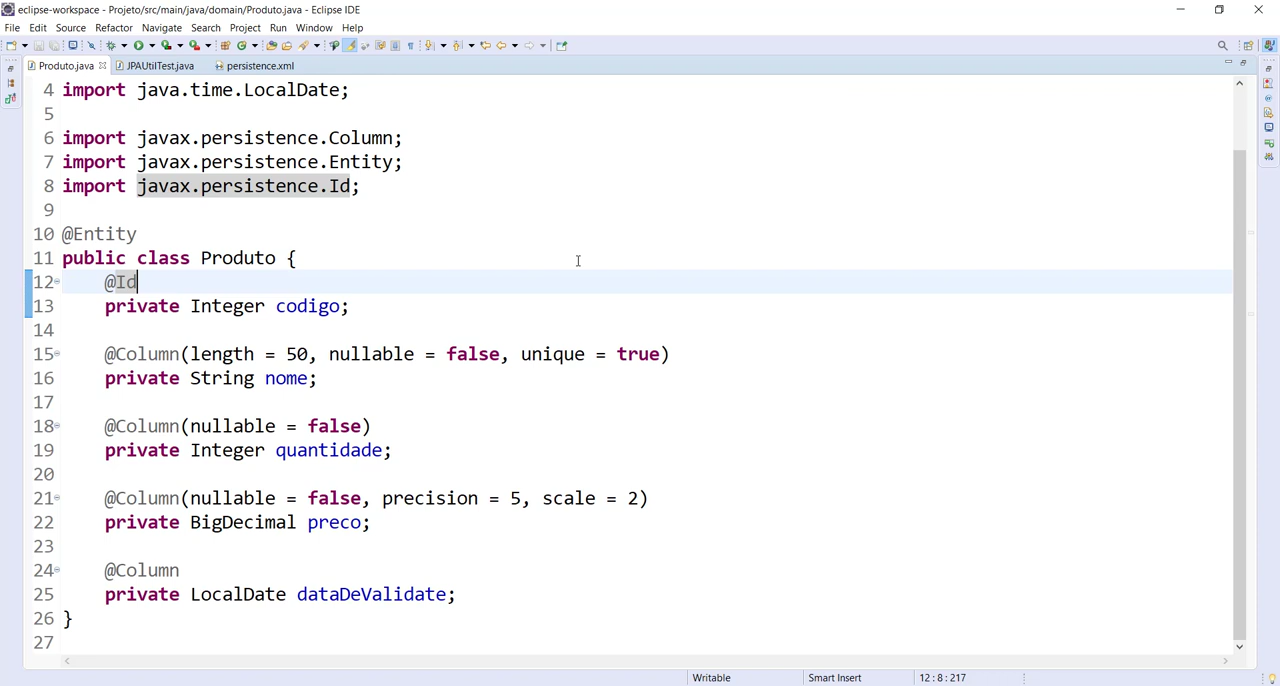 eclipse-workspace - Projeto/src/main/java/domain/Produto.java - Eclipse IDE
File Edit Source Refactor Navigate Search Project Run Window Help
Produto.java JPAUtilTest.java persistence.xml
4 import java.time.LocalDate;
5
6 import javax.persistence.Column;
7 import javax.persistence.Entity;
8 import javax.persistence.Id;
9
10 @Entity
11 public class Produto {
12 @Id
13 private Integer codigo;
14
15 @Column(length = 50, nullable = false, unique = true)
16 private String nome;
17
18 @Column(nullable = false)
19 private Integer quantidade;
20
21 @Column(nullable = false, precision = 5, scale = 2)
22 private BigDecimal preco;
23
24 @Column
25 private LocalDate dataDeValidate;
26 }
27
Writable Smart Insert 12 : 8 : 217